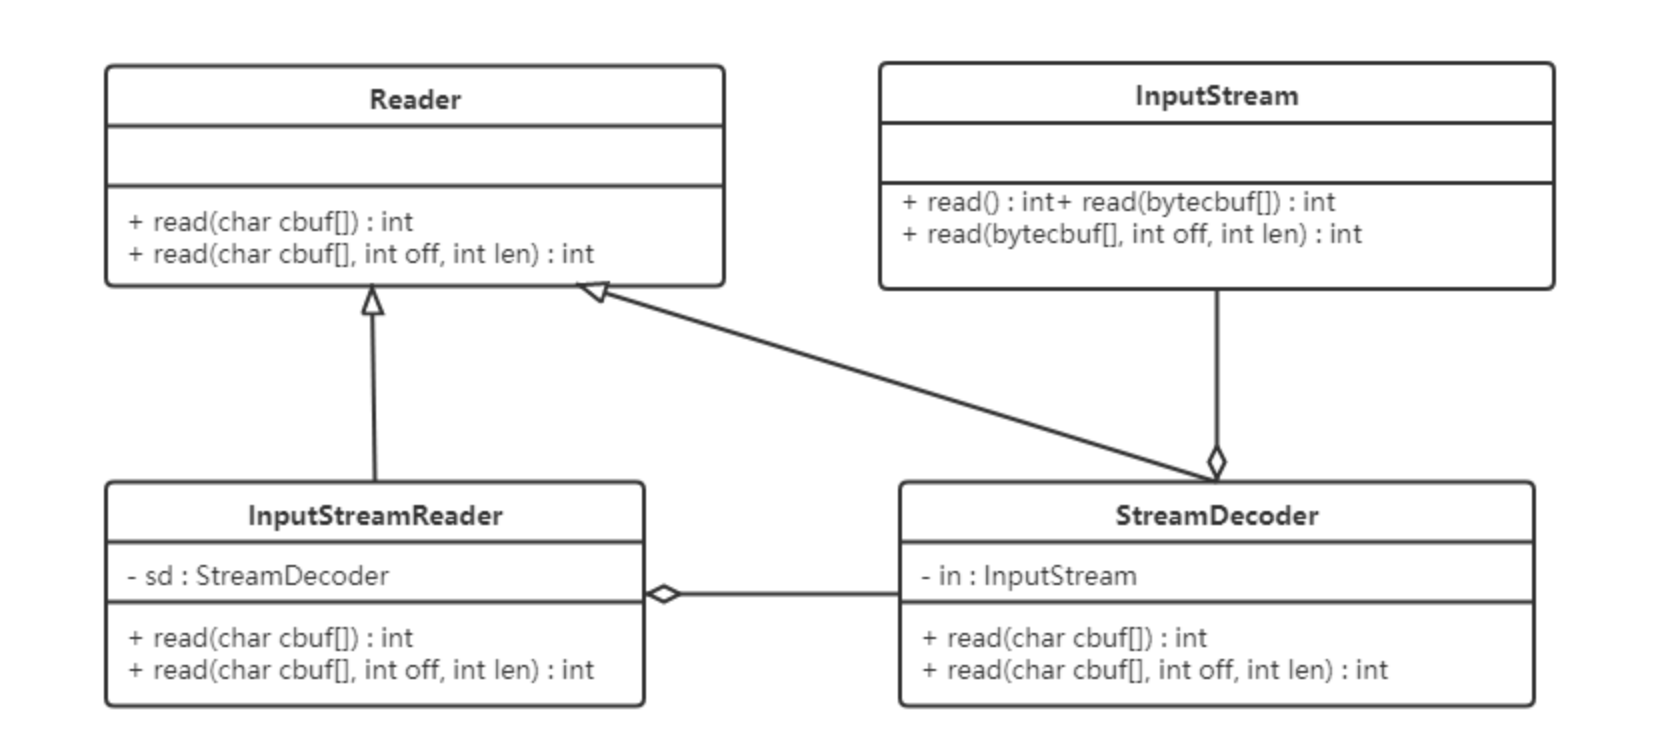 Reader
+ read(char cbuf[]) : int
+ read(char cbuf[], int off, int len) : int
InputStream
+ read() : int+ read(bytecbuf[]) : int
+ read(bytecbuf[], int off, int len) : int
InputStreamReader
- sd : StreamDecoder
+ read(char cbuf[]) : int
+ read(char cbuf[], int off, int len) : int
StreamDecoder
- in : InputStream
+ read(char cbuf[]) : int
+ read(char cbuf[], int off, int len) : int